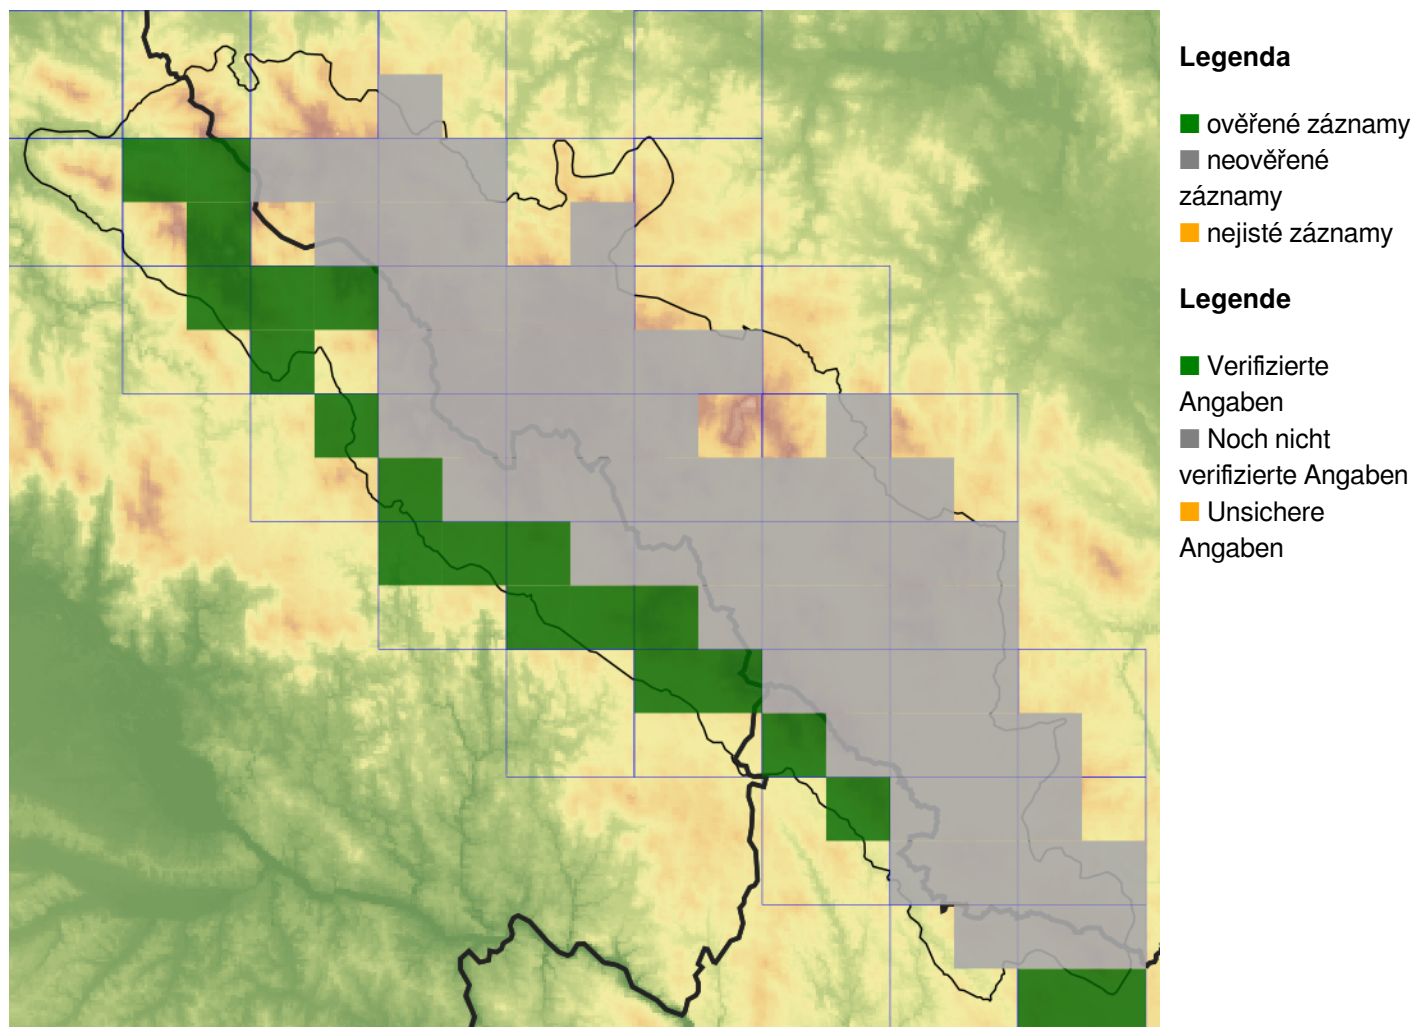 Legenda
ověřené záznamy
neověřené
záznamy
nejisté záznamy
Legende
Verifizierte
Angaben
Noch nicht
verifizierte Angaben
Unsichere
Angaben